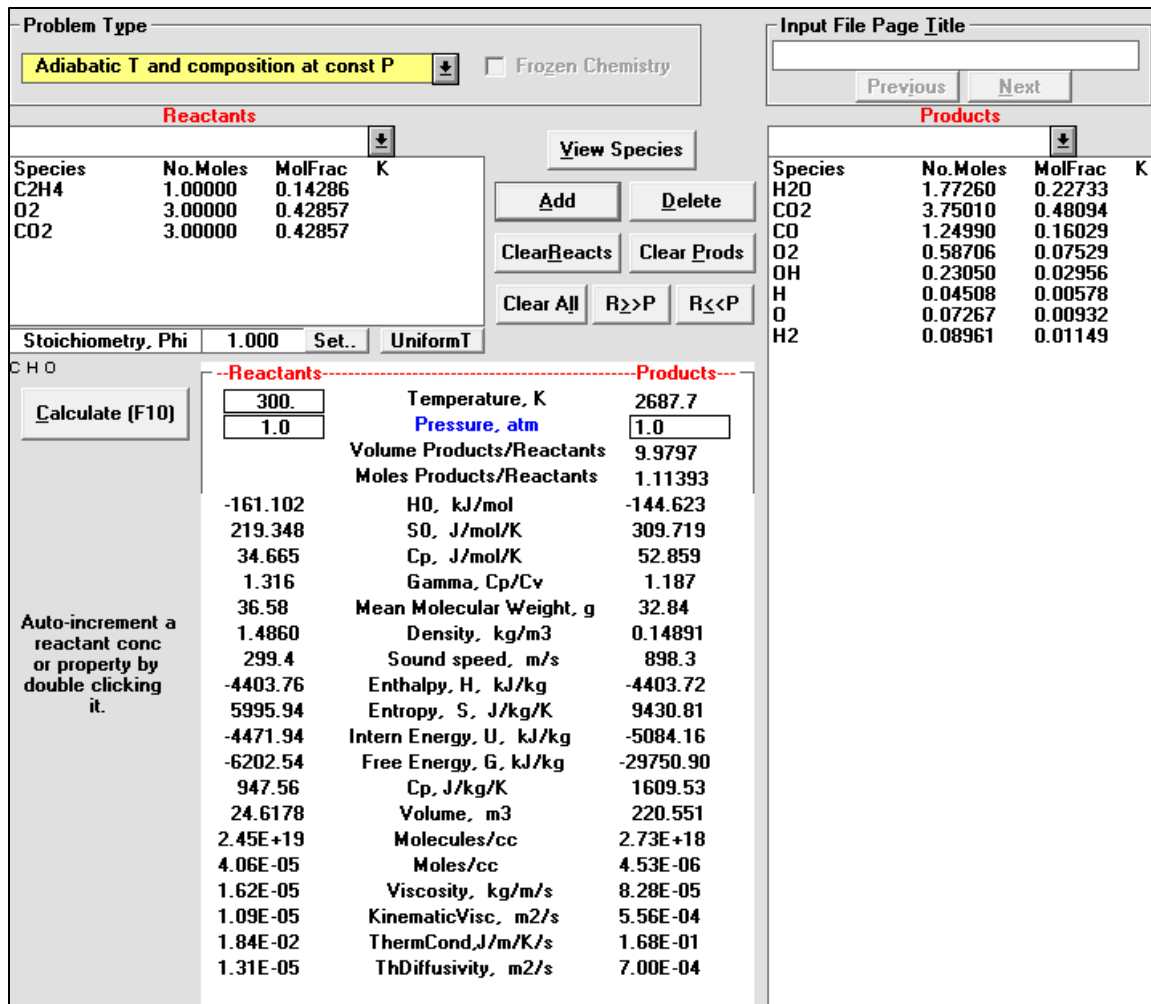 Problem Type
Adiabatic T and composition at const P
Frozen Chemistry
Input File Page Title
Previous Next
Reactants
Species No.Moles MolFrac K
C2H4 1.00000 0.14286
O2 3.00000 0.42857
CO2 3.00000 0.42857
View Species
Add Delete
ClearReacts Clear Prods
Clear All R>>P R<<P
Stoichiometry, Phi 1.000 Set.. UniformT
Products
Species No.Moles MolFrac K
H2O 1.77260 0.22733
CO2 3.75010 0.48094
CO 1.24990 0.16029
O2 0.58706 0.07529
OH 0.23050 0.02956
H 0.04508 0.00578
O 0.07267 0.00932
H2 0.08961 0.01149
C H O
Calculate (F10)
Auto-increment a
reactant conc
or property by
double clicking
it.
--Reactants-----Products---
300. Temperature, K 2687.7
1.0 Pressure, atm 1.0
Volume Products/Reactants 9.9797
Moles Products/Reactants 1.11393
-161.102 H0, kJ/mol -144.623
219.348 S0, J/mol/K 309.719
34.665 Cp, J/mol/K 52.859
1.316 Gamma, Cp/Cv 1.187
36.58 Mean Molecular Weight, g 32.84
1.4860 Density, kg/m3 0.14891
299.4 Sound speed, m/s 898.3
-4403.76 Enthalpy, H, kJ/kg -4403.72
5995.94 Entropy, S, J/kg/K 9430.81
-4471.94 Intern Energy, U, kJ/kg -5084.16
-6202.54 Free Energy, G, kJ/kg -29750.90
947.56 Cp, J/kg/K 1609.53
24.6178 Volume, m3 220.551
2.45E+19 Molecules/cc 2.73E+18
4.06E-05 Moles/cc 4.53E-06
1.62E-05 Viscosity, kg/m/s 8.28E-05
1.09E-05 KinematicVisc, m2/s 5.56E-04
1.84E-02 ThermCond,J/m/K/s 1.68E-01
1.31E-05 ThDiffusivity, m2/s 7.00E-04